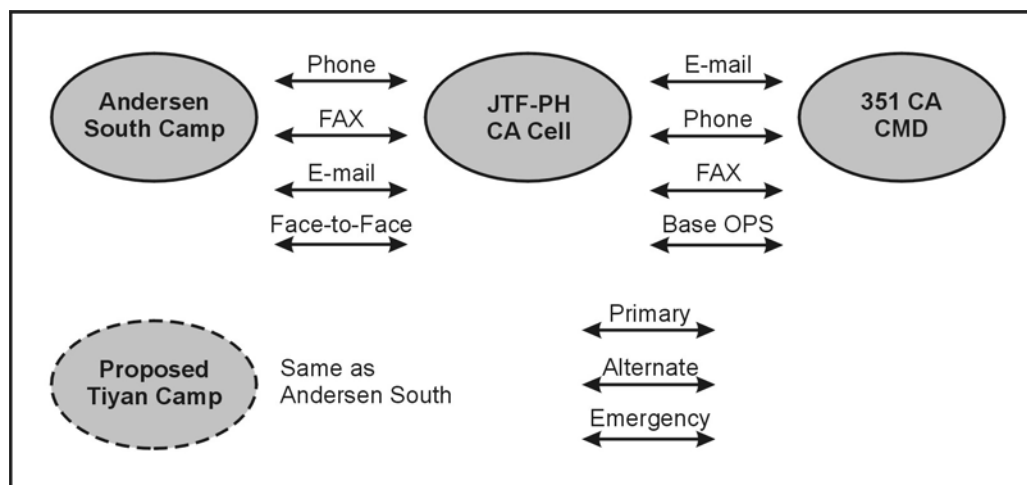 Andersen
South Camp
Phone
FAX
E-mail
Face-to-Face
JTF-PH
CA Cell
E-mail
Phone
FAX
Base OPS
351 CA
CMD
Proposed
Tiyan Camp
Same as
Andersen South
Primary
Alternate
Emergency